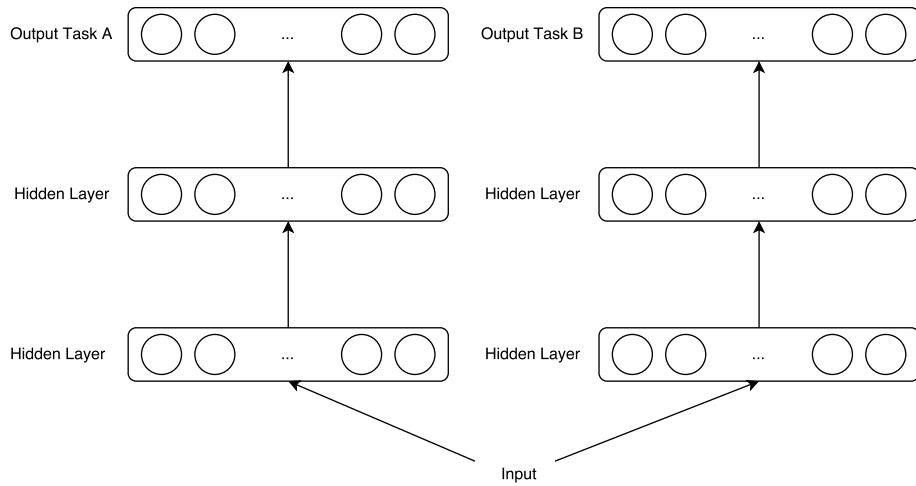 Output Task A
...
Output Task B
...
Hidden Layer
...
Hidden Layer
...
Hidden Layer
...
Hidden Layer
...
Input